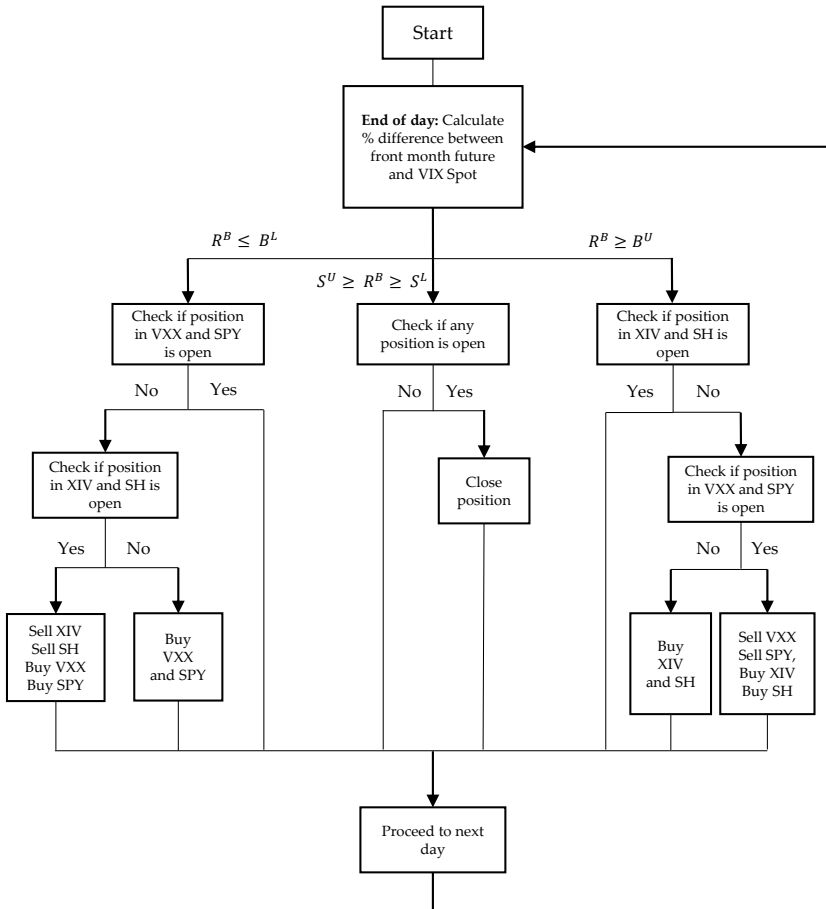 Start
End of day: Calculate
% difference between
front month future
and VIX Spot
R^B ≤ B^L
S^U ≥ R^B ≥ S^L
R^B ≥ B^U
Check if position
in VXX and SPY
is open
Check if any
position is open
Check if position
in XIV and SH is
open
No Yes
No Yes
Yes No
Check if position
in XIV and SH is
open
Close
position
Check if position
in VXX and SPY
is open
Yes No
No Yes
Sell XIV
Sell SH
Buy VXX
Buy SPY
Buy
VXX
and SPY
Buy
XIV
and SH
Sell VXX
Sell SPY,
Buy XIV
Buy SH
Proceed to next
day